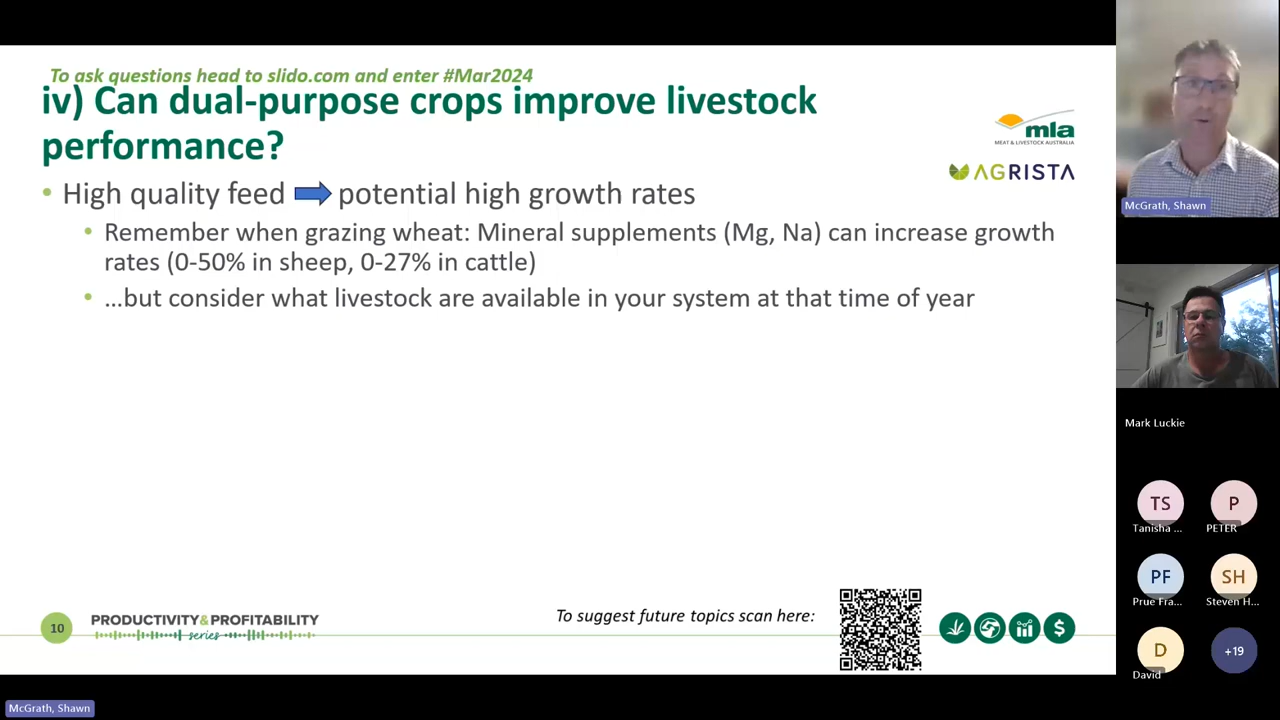 To ask questions head to slido.com and enter #Mar2024
iv) Can dual-purpose crops improve livestock
performance?
mla
MEAT & LIVESTOCK AUSTRALIA
AGRISTA
• High quality feed potential high growth rates
• Remember when grazing wheat: Mineral supplements (Mg, Na) can increase growth
rates (0-50% in sheep, 0-27% in cattle)
• ...but consider what livestock are available in your system at that time of year
10
PRODUCTIVITY&PROFITABILITY
series
To suggest future topics scan here:
$
McGrath, Shawn
Mark Luckie
TS
Tanisha ...
P
PETER
PF
Prue Fra...
SH
Steven H...
D
David
+19
McGrath, Shawn